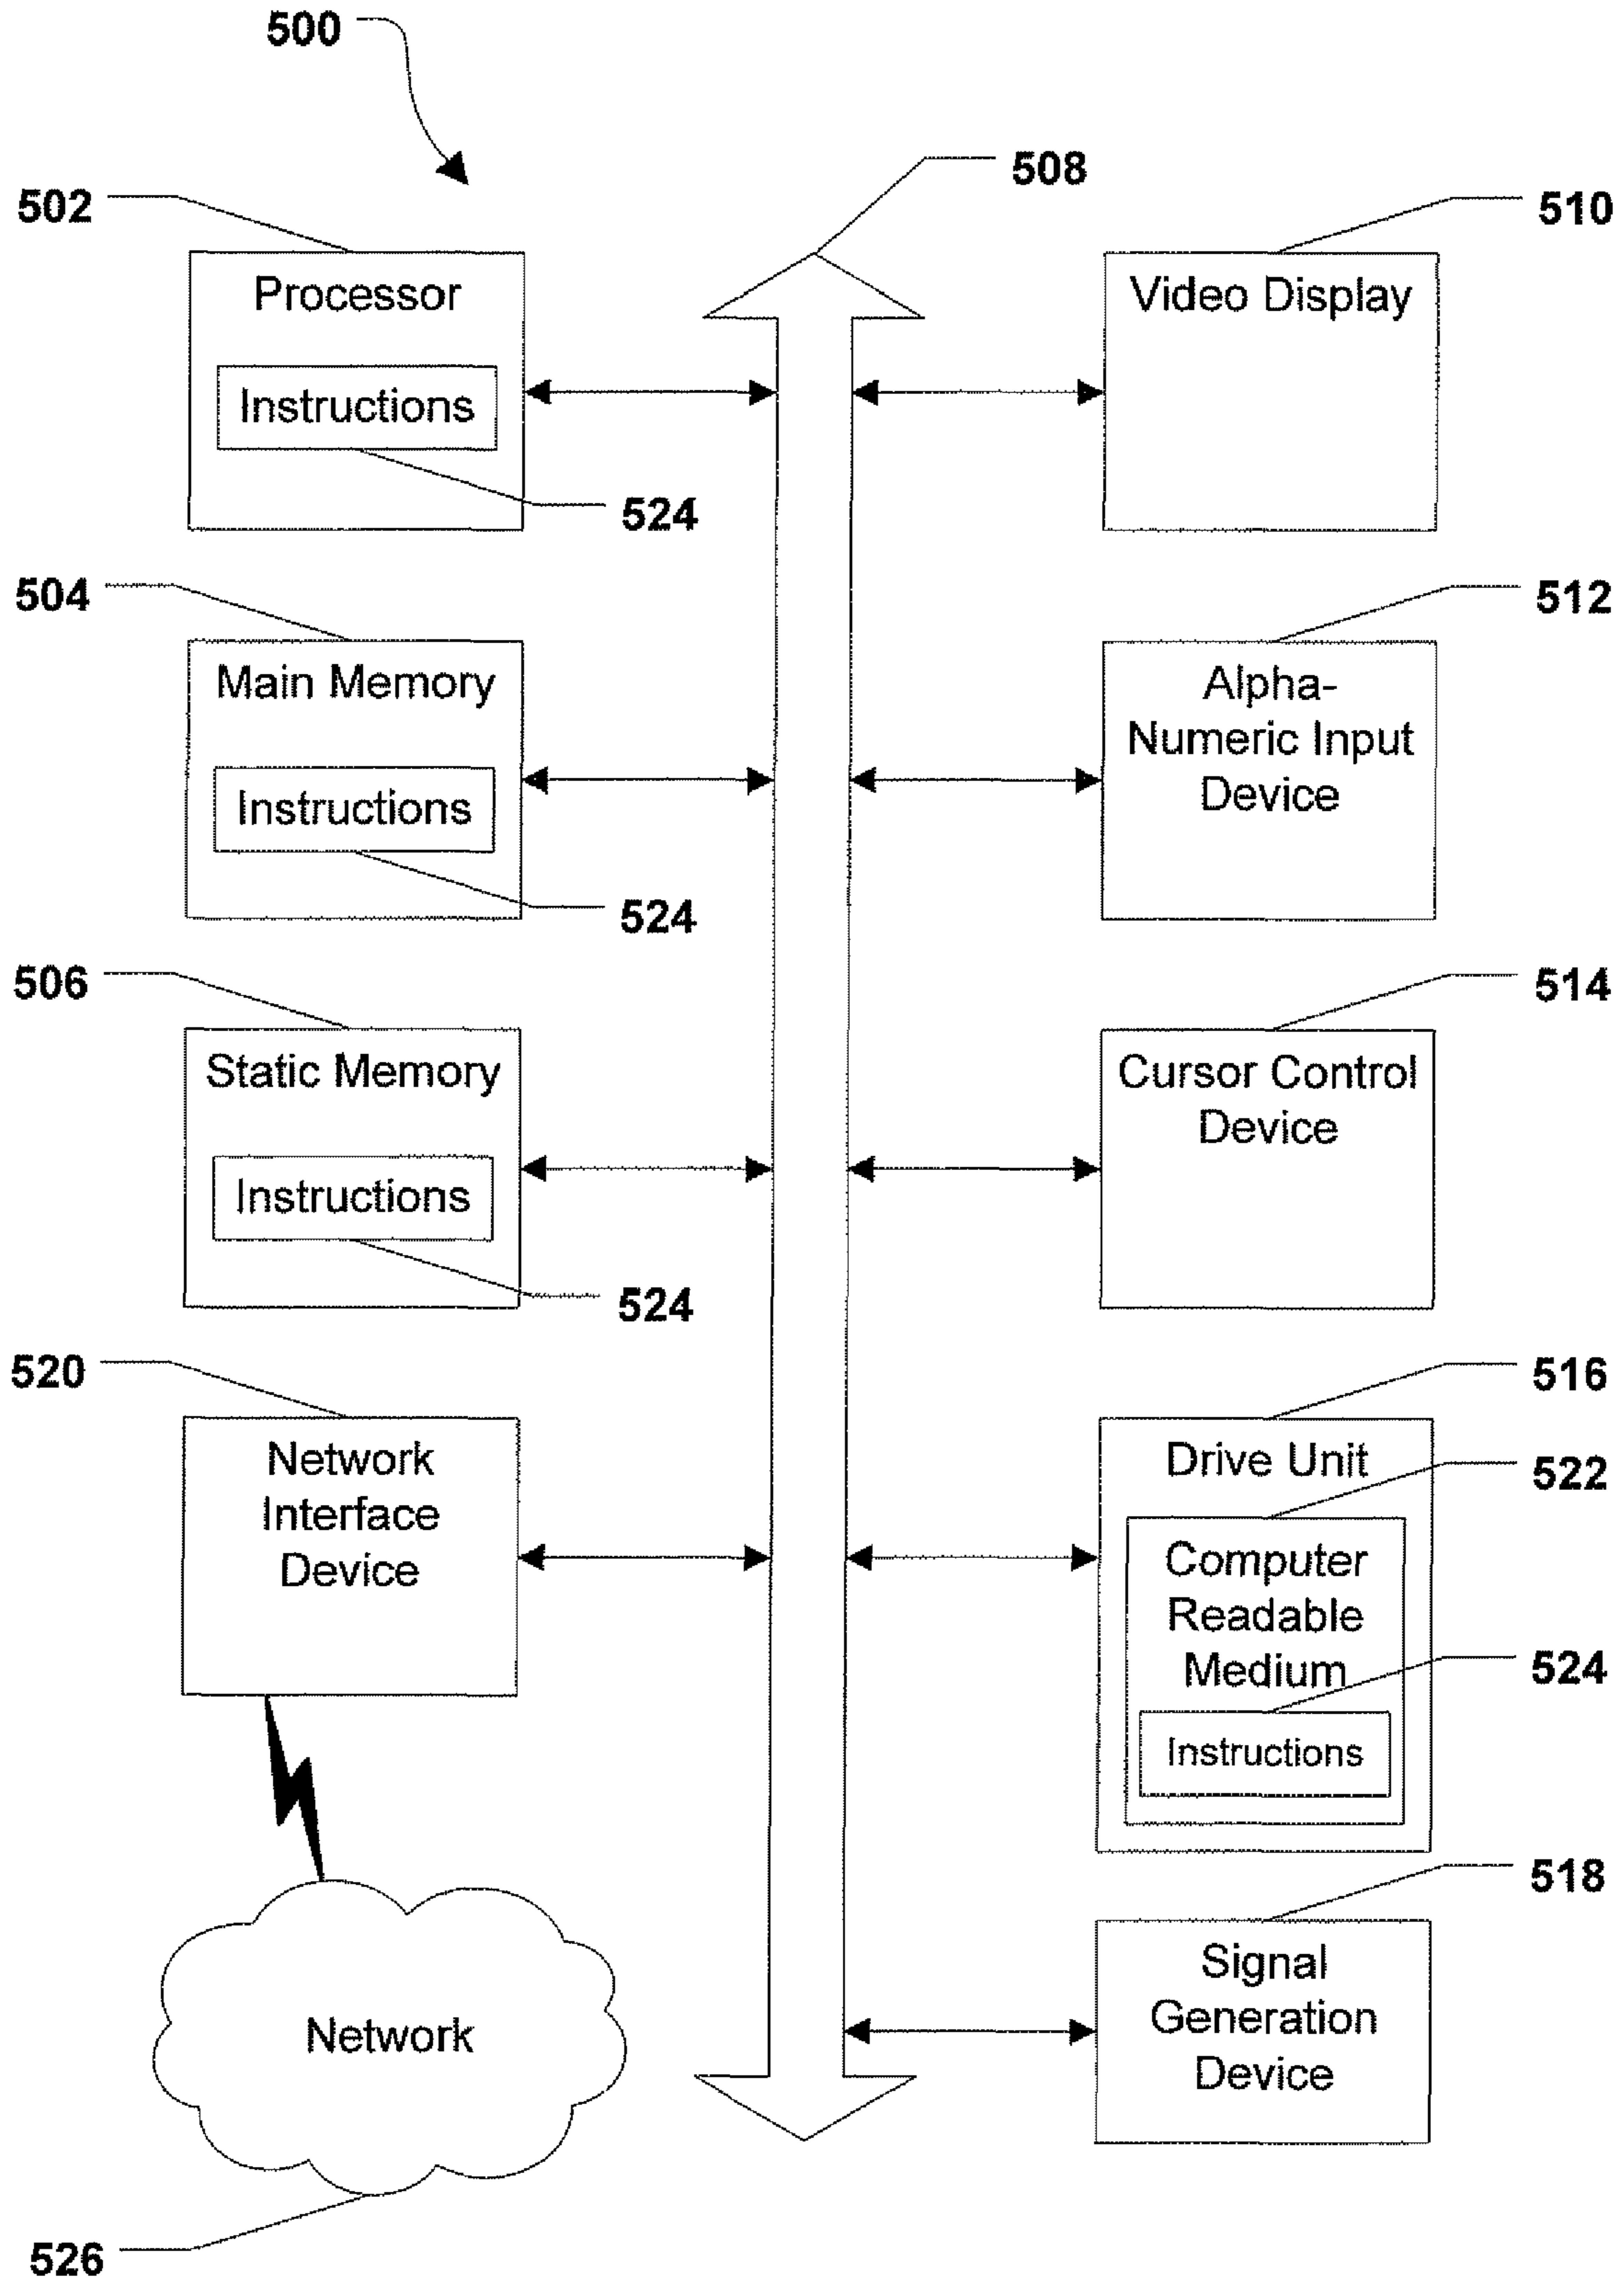 500
508
502
510
Processor
Video Display
Instructions
524
504
512
Main Memory
Alpha-
Numeric Input
Device
Instructions
524
506
514
Static Memory
Cursor Control
Device
Instructions
524
520
516
Network
Interface
Device
Drive Unit
522
Computer
Readable
Medium
524
Instructions
518
Signal
Generation
Device
Network
526